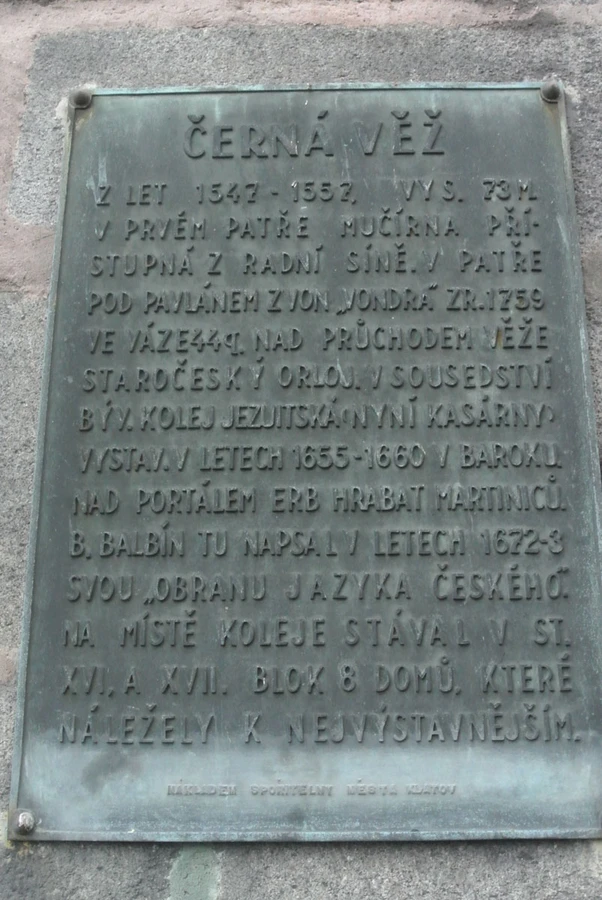 ČERNÁ VĚŽ
Z LET 1547-1557, VYS. 73 M.
V PRVÉM PATŘE MUČÍRNA PŘÍ-
STUPNÁ Z RADNÍ SÍNĚ. V PATŘE
POD PAVLÁNEM ZVON „VONDRA" ZR. 1759
VE VÁZE 44q. NAD PRŮCHODEM VĚŽE
STAROČESKÝ ORLOJ. V SOUSEDSTVÍ
BÝV. KOLEJ JEZUITSKÁ (NYNÍ KASÁRNY)
VYSTAV. V LETECH 1655-1660 V BAROKU.
NAD PORTÁLEM ERB HRABAT MARTINICŮ.
B. BALBÍN TU NAPSAL V LETECH 1672-3
SVOU „OBRANU JAZYKA ČESKÉHO".
NA MÍSTĚ KOLEJE STÁVAL V ST.
XVI. A XVII. BLOK 8 DOMŮ, KTERÉ
NÁLEŽELY K NEJVÝSTAVNĚJŠÍM.
NÁKLADEM SPOŘITELNY MĚSTA KLATOV